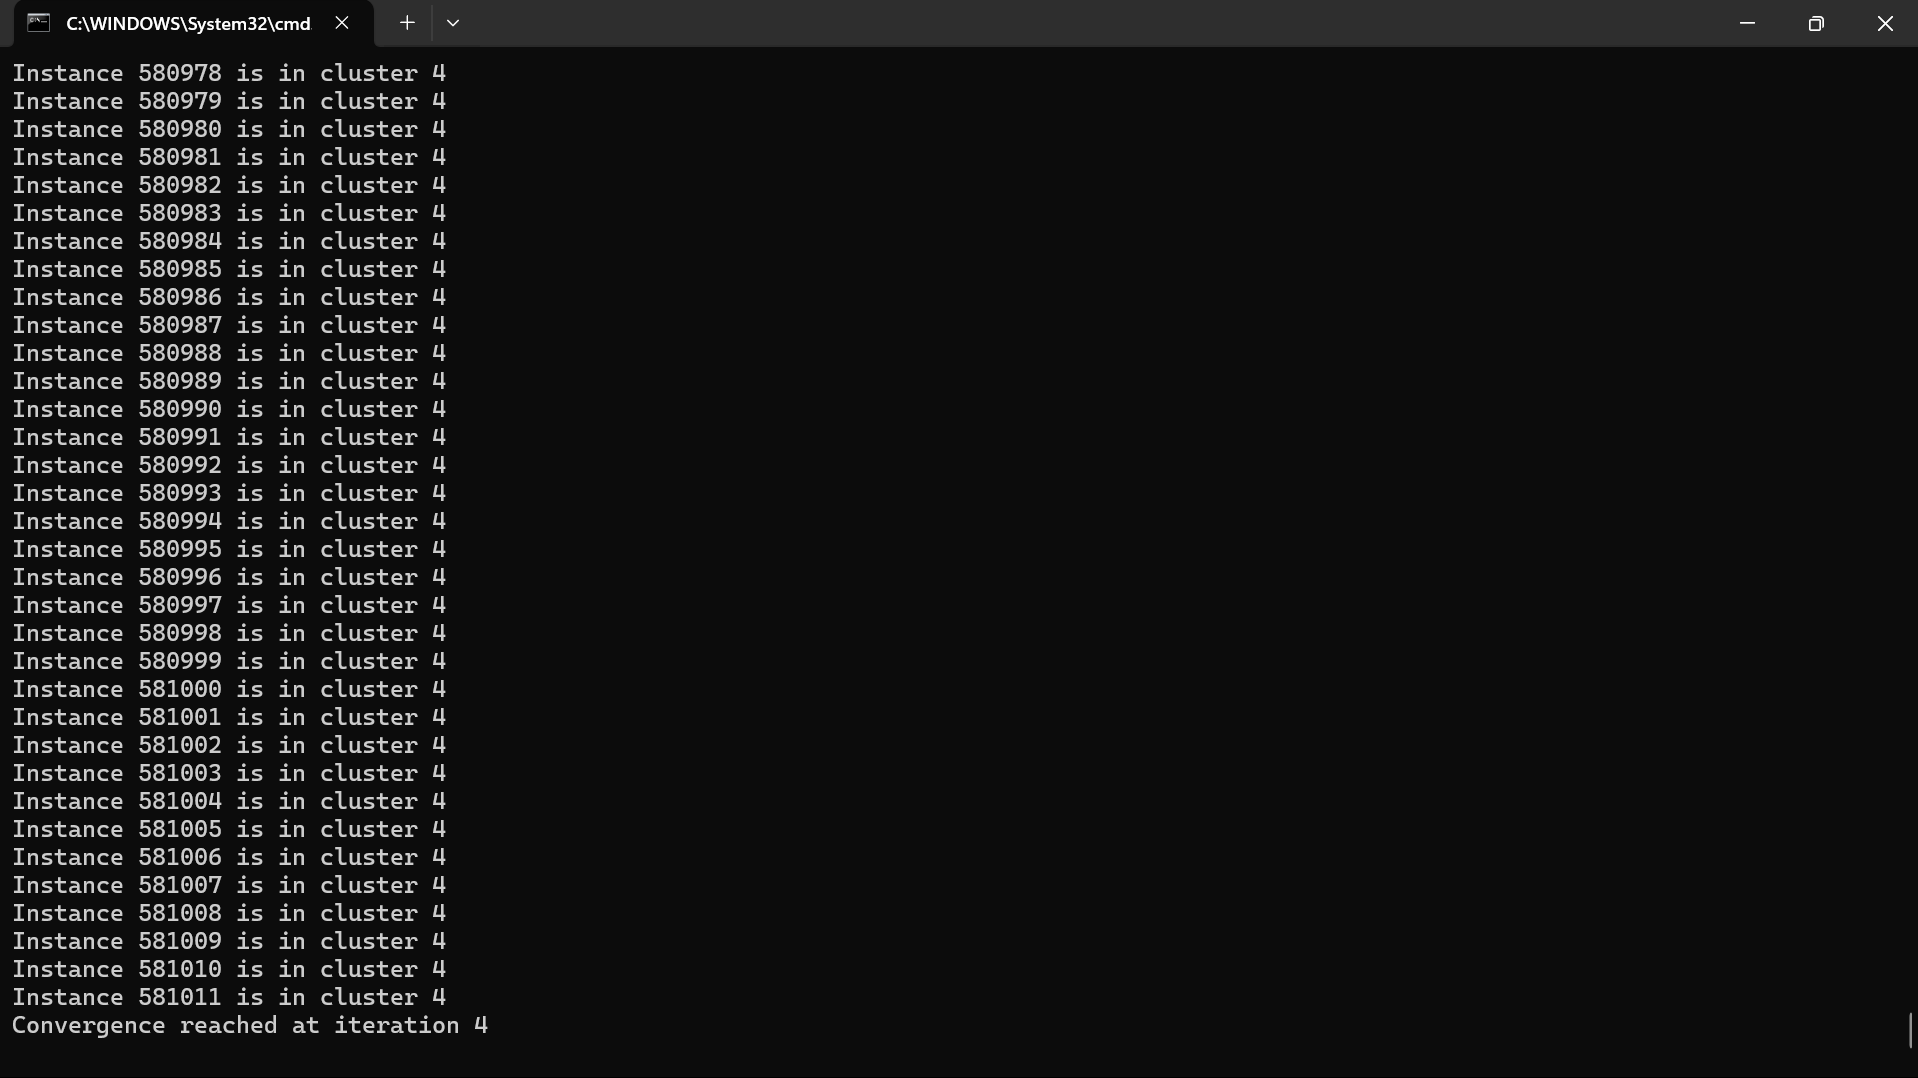 C:\WINDOWS\System32\cmd.
Instance 580978 is in cluster 4
Instance 580979 is in cluster 4
Instance 580980 is in cluster 4
Instance 580981 is in cluster 4
Instance 580982 is in cluster 4
Instance 580983 is in cluster 4
Instance 580984 is in cluster 4
Instance 580985 is in cluster 4
Instance 580986 is in cluster 4
Instance 580987 is in cluster 4
Instance 580988 is in cluster 4
Instance 580989 is in cluster 4
Instance 580990 is in cluster 4
Instance 580991 is in cluster 4
Instance 580992 is in cluster 4
Instance 580993 is in cluster 4
Instance 580994 is in cluster 4
Instance 580995 is in cluster 4
Instance 580996 is in cluster 4
Instance 580997 is in cluster 4
Instance 580998 is in cluster 4
Instance 580999 is in cluster 4
Instance 581000 is in cluster 4
Instance 581001 is in cluster 4
Instance 581002 is in cluster 4
Instance 581003 is in cluster 4
Instance 581004 is in cluster 4
Instance 581005 is in cluster 4
Instance 581006 is in cluster 4
Instance 581007 is in cluster 4
Instance 581008 is in cluster 4
Instance 581009 is in cluster 4
Instance 581010 is in cluster 4
Instance 581011 is in cluster 4
Convergence reached at iteration 4